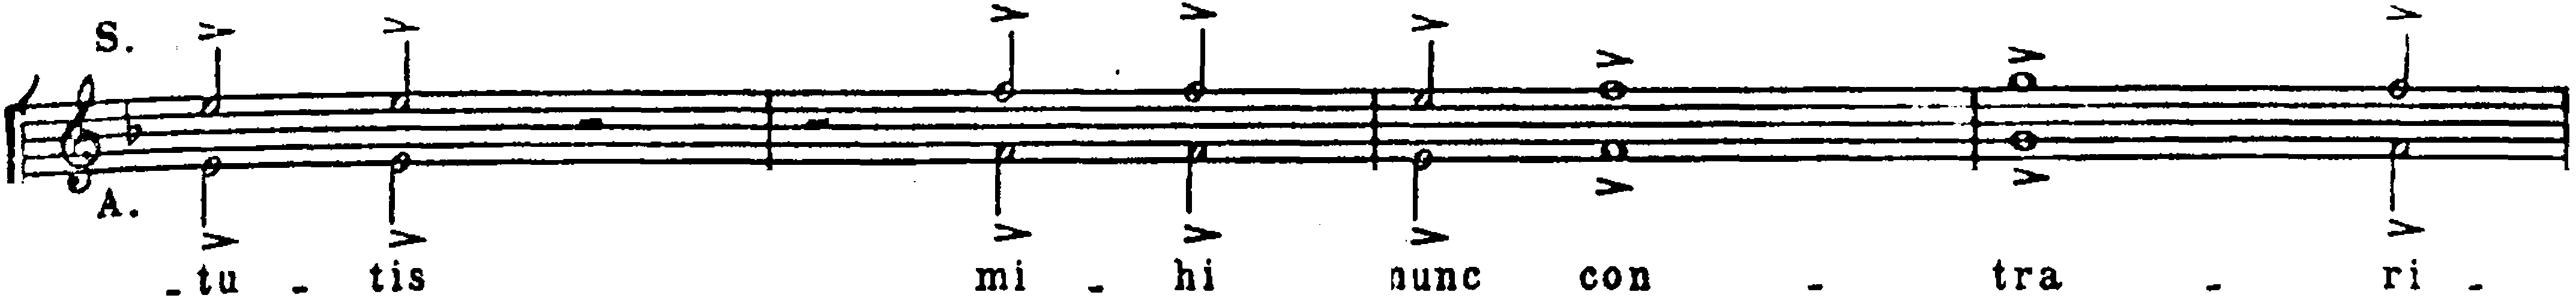 S.
A.
- tu - tis mi - hi nunc con - tra - ri -